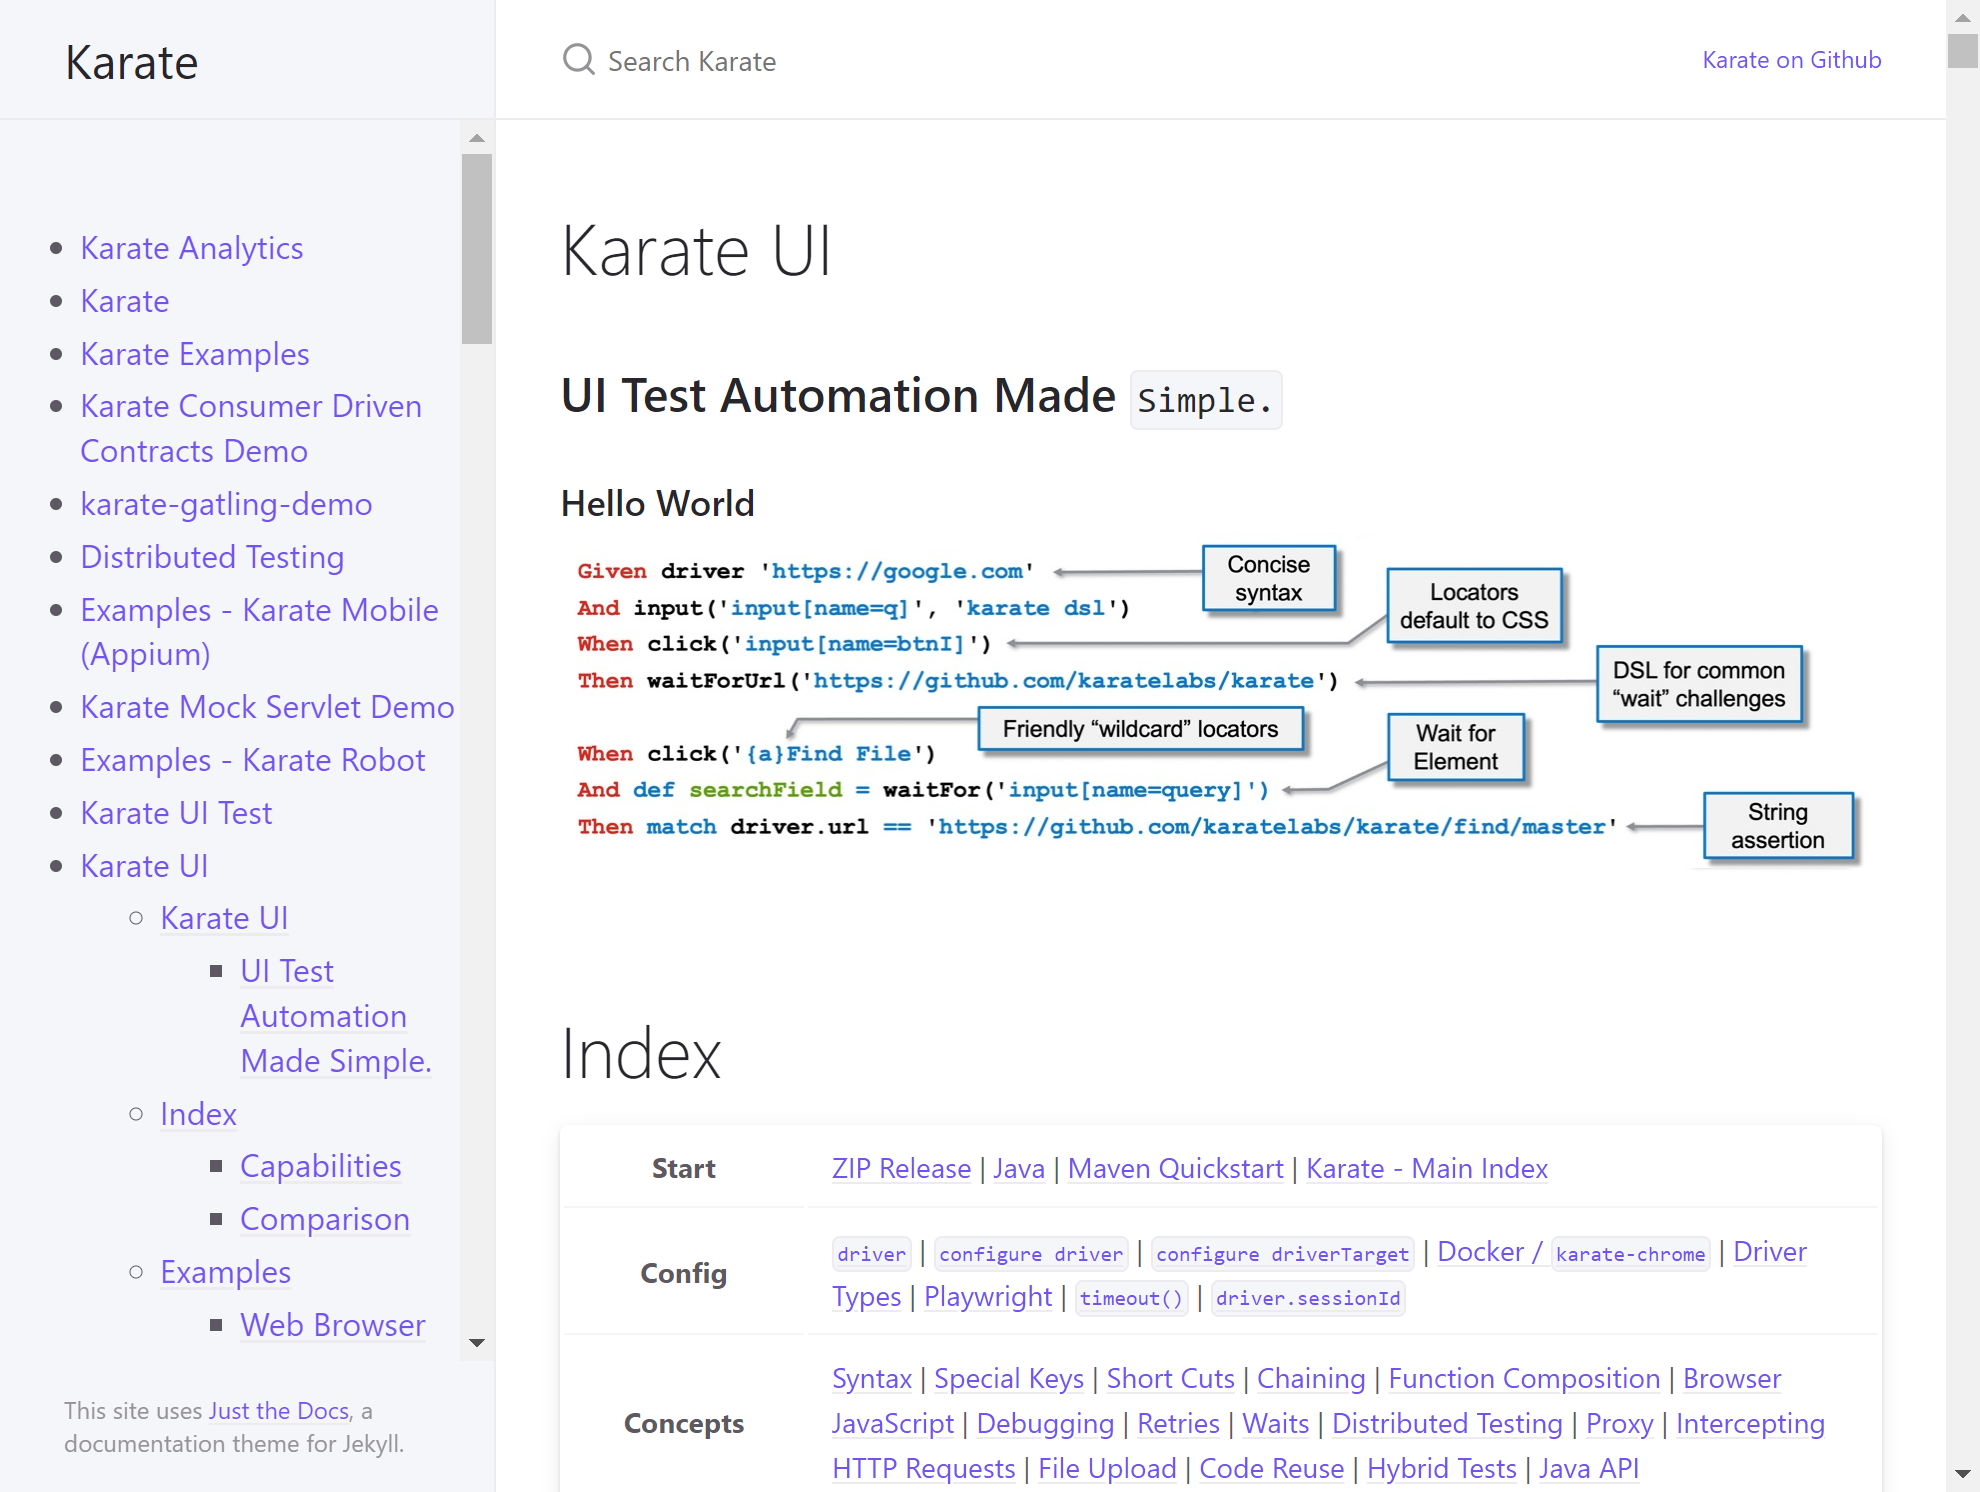 Karate
Search Karate
Karate on Github
Karate Analytics
Karate
Karate Examples
Karate Consumer Driven
Contracts Demo
karate-gatling-demo
Distributed Testing
Examples - Karate Mobile
(Appium)
Karate Mock Servlet Demo
Examples - Karate Robot
Karate UI Test
Karate UI
Karate UI
UI Test
Automation
Made Simple.
Index
Capabilities
Comparison
Examples
Web Browser
This site uses Just the Docs, a
documentation theme for Jekyll.
Karate UI
UI Test Automation Made Simple.
Hello World
Given driver 'https://google.com'
And input('input[name=q]', 'karate dsl')
When click('input[name=btnI]')
Then waitForUrl('https://github.com/karatelabs/karate')
When click('{a}Find File')
And def searchField = waitFor('input[name=query]')
Then match driver.url == 'https://github.com/karatelabs/karate/find/master'
Concise
syntax
Locators
default to CSS
DSL for common
“wait” challenges
Friendly “wildcard” locators
Wait for
Element
String
assertion
Index
Start
ZIP Release | Java | Maven Quickstart | Karate - Main Index
Config
driver | configure driver | configure driverTarget | Docker / karate-chrome | Driver
Types | Playwright | timeout() | driver.sessionId
Concepts
Syntax | Special Keys | Short Cuts | Chaining | Function Composition | Browser
JavaScript | Debugging | Retries | Waits | Distributed Testing | Proxy | Intercepting
HTTP Requests | File Upload | Code Reuse | Hybrid Tests | Java API